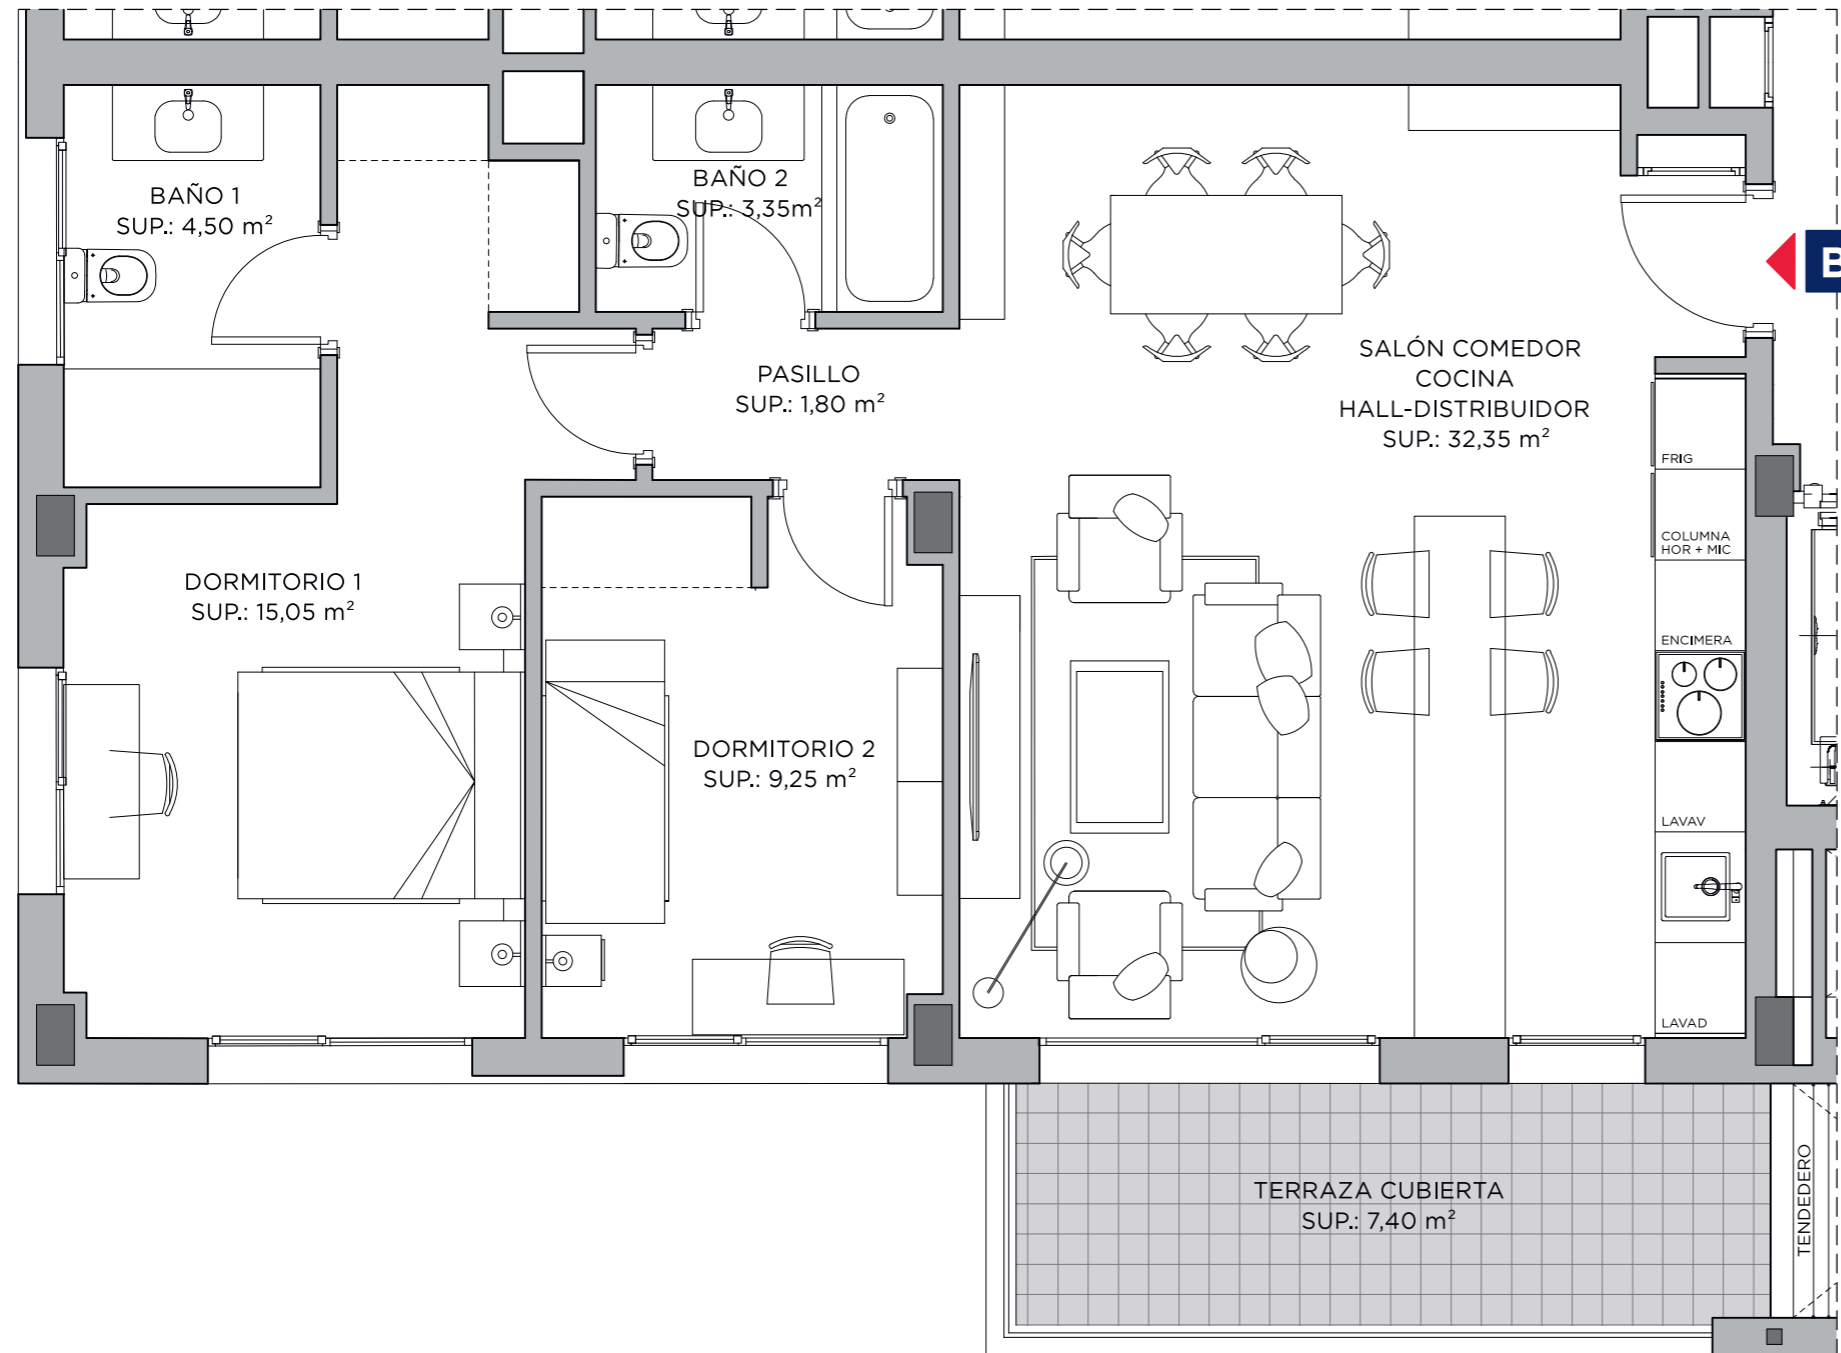 BAÑO 1
SUP.: 4,50 m²
BAÑO 2
SUP.: 3,35m²
B
PASILLO
SUP.: 1,80 m²
SALÓN COMEDOR
COCINA
HALL-DISTRIBUIDOR
SUP.: 32,35 m²
FRIG
COLUMNA
HOR + MIC
ENCIMERA
LAVAV
LAVAD
DORMITORIO 1
SUP.: 15,05 m²
DORMITORIO 2
SUP.: 9,25 m²
TERRAZA CUBIERTA
SUP.: 7,40 m²
TENDEDERO